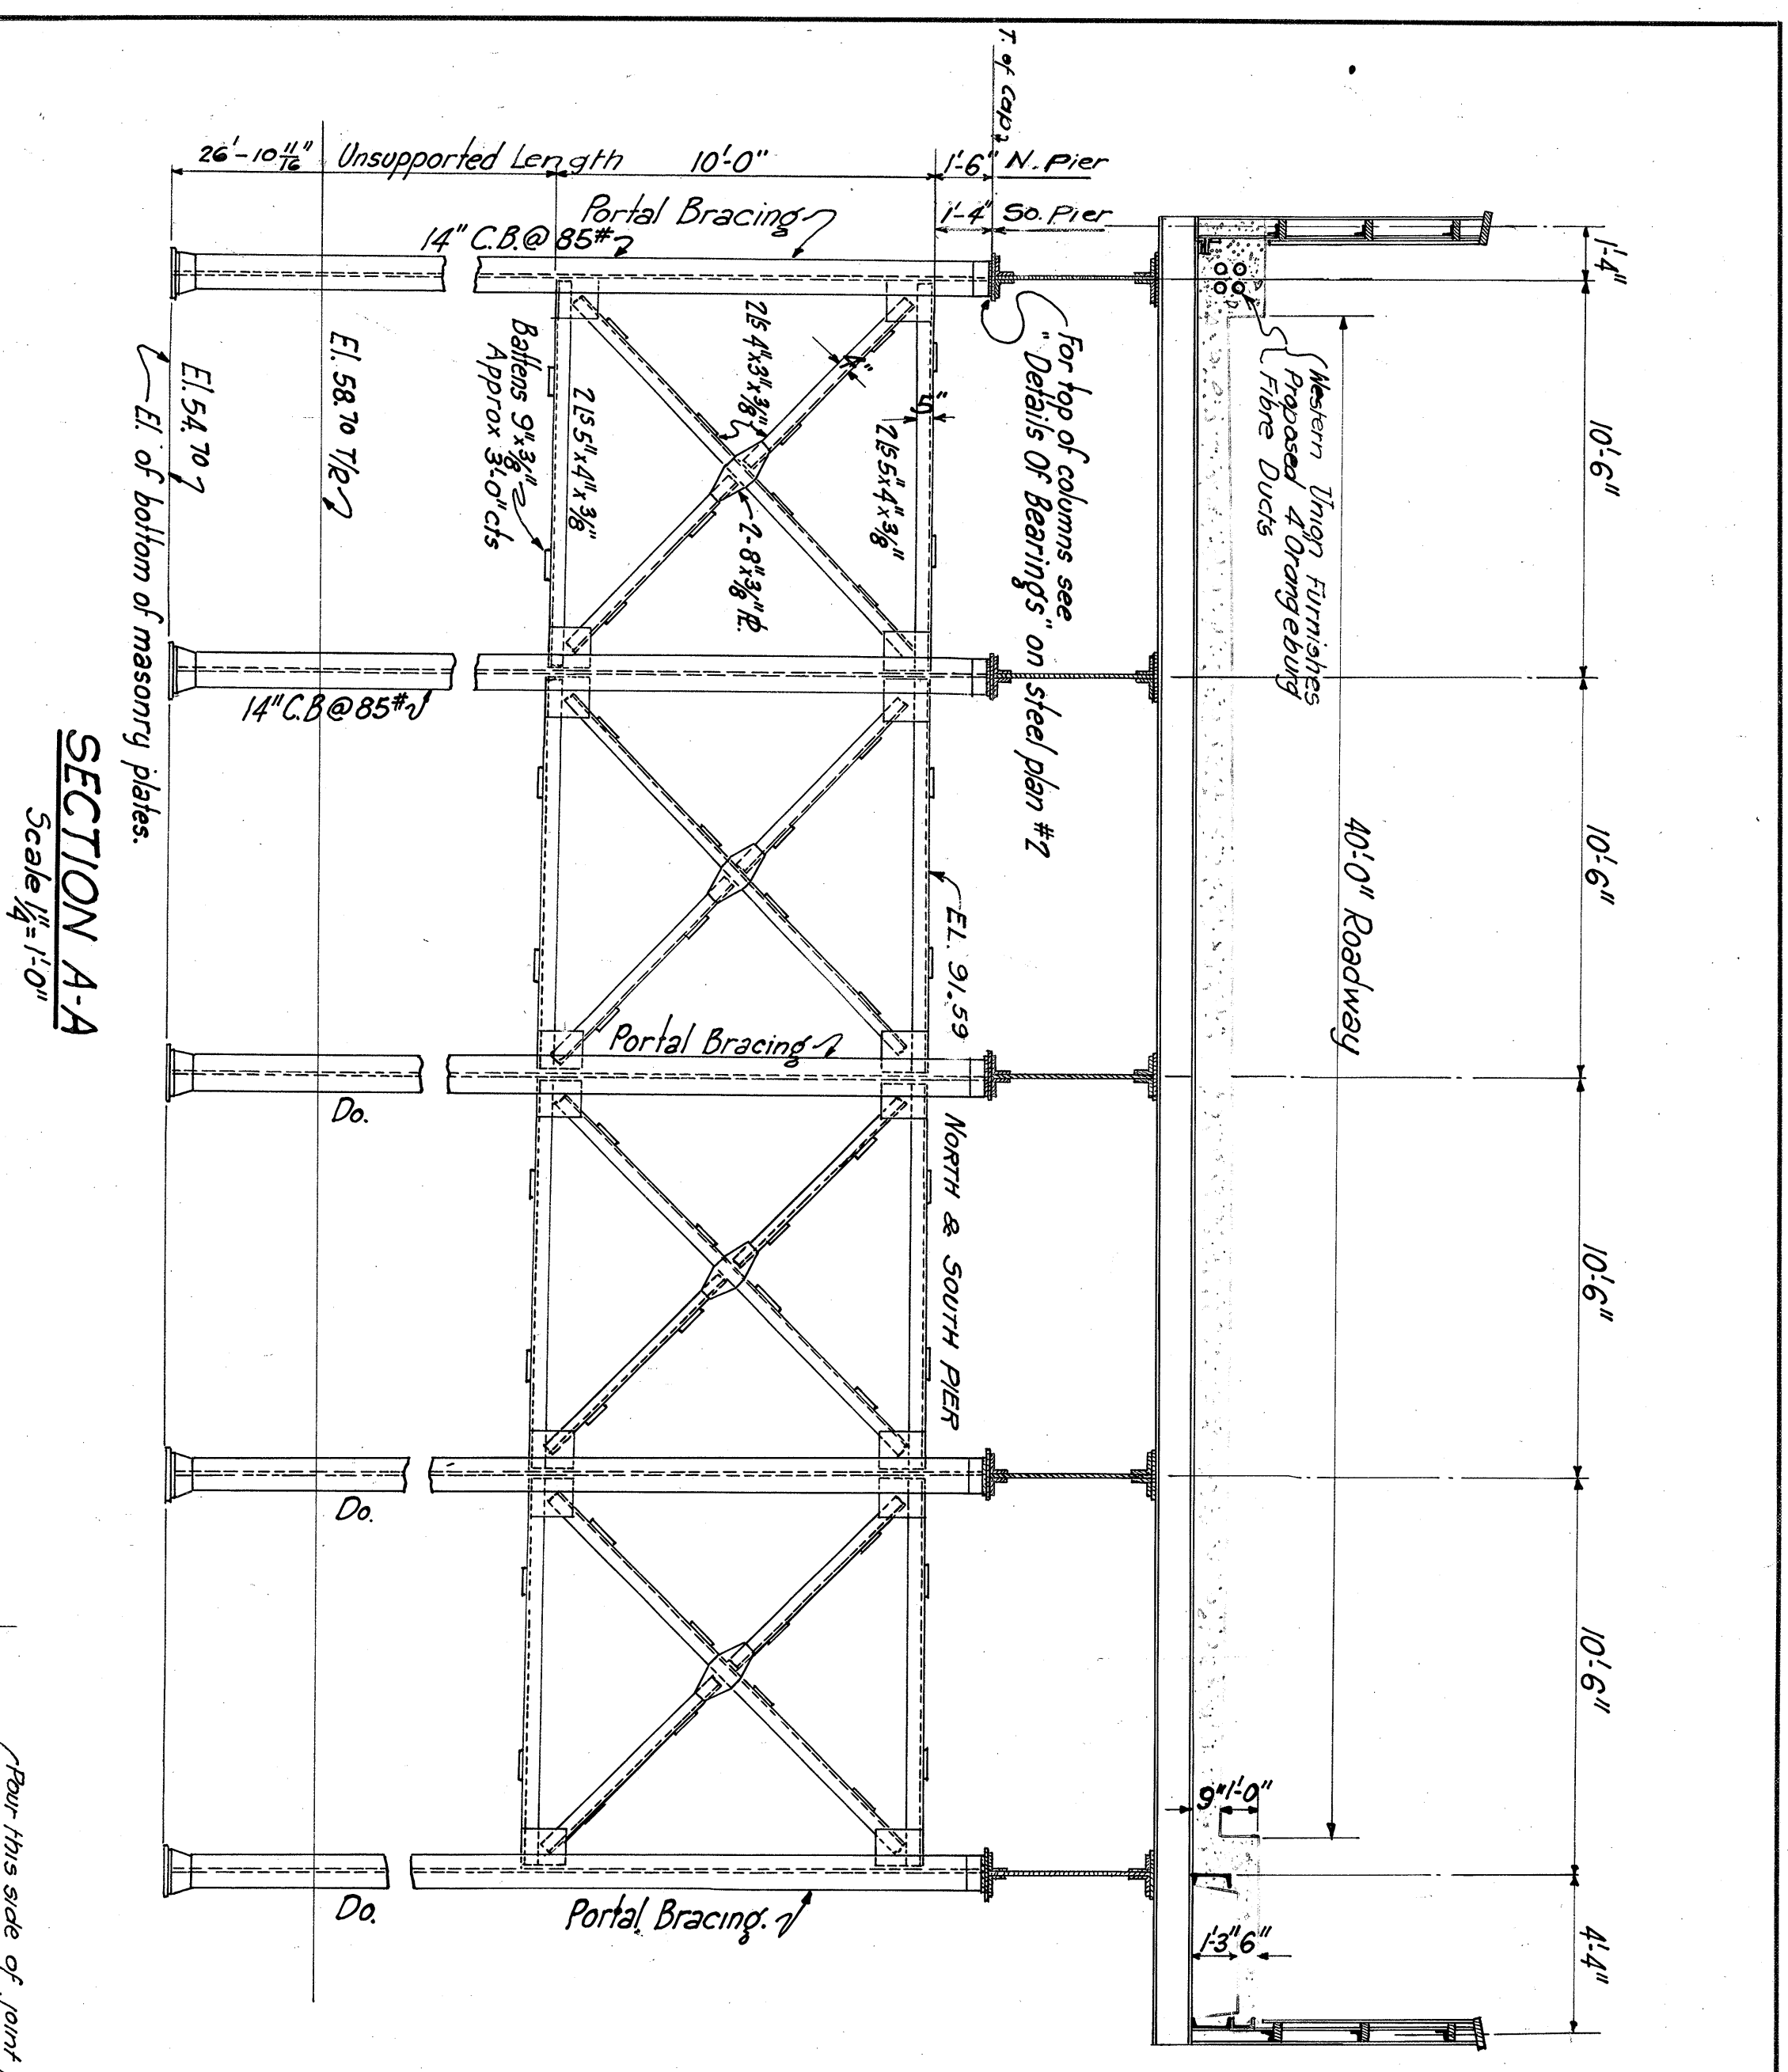 1'-4"
10'-6"
10'-6"
10'-6"
10'-6"
4'-4"
40'-0" Roadway
Western Union Furnishes
Proposed 4" Orangeburg
Fibre Ducts
9"
1'-0"
1'-3"
6"
T. of Cap
1'-6" N. Pier
1'-4" So. Pier
10'-0"
Unsupported Length
26'-10 11/16"
Portal Bracing
14" C.B. @ 85#
For top of columns see
"Details Of Bearings" on steel plan #2
EL. 91.59
NORTH & SOUTH PIER
5"
2 Ls 5"x4"x3/8"
4"
2 Ls 4"x3"x3/8"
2-8"x3/8" PL.
2 Ls 5"x4"x3/8"
Battens 9"x3/8"
Approx 3'-0" cts
14" C.B @ 85#
Portal Bracing
Do.
Do.
Do.
Portal Bracing.
El. 58.70 T/R
El. 54.70
El. of bottom of masonry plates.
SECTION A-A
Scale 1/4" = 1'-0"
Pour this side of joint